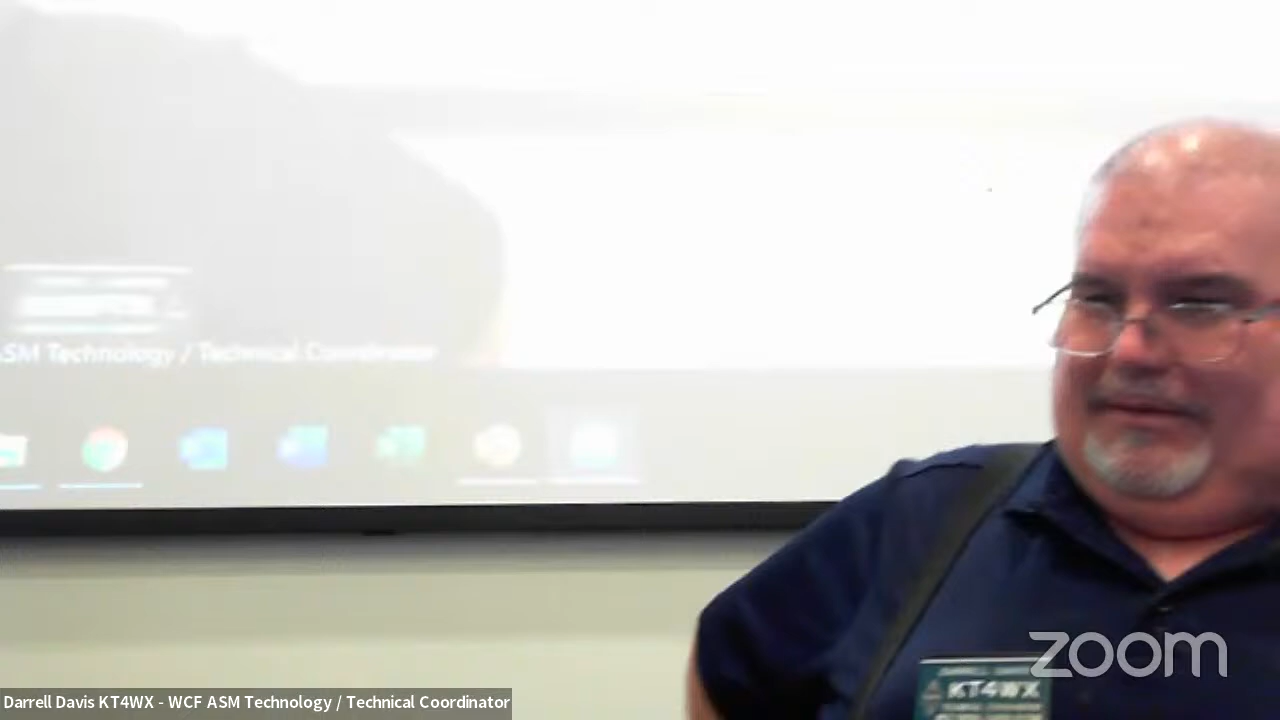 ASM Technology / Technical Coordinator
KT4WX
zoom
Darrell Davis KT4WX - WCF ASM Technology / Technical Coordinator